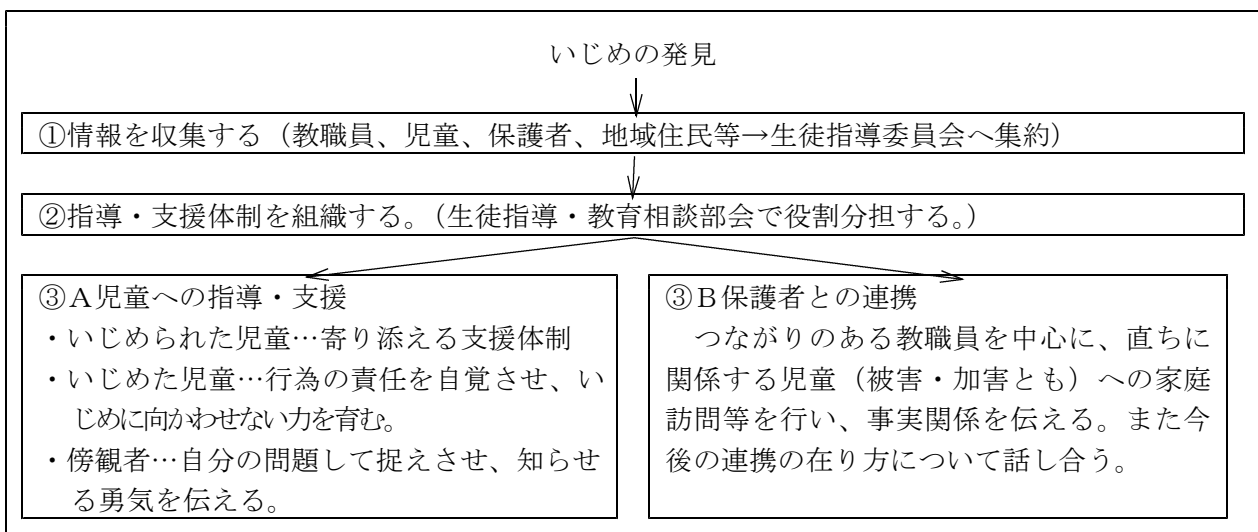 いじめの発見
①情報を収集する（教職員、児童、保護者、地域住民等→生徒指導委員会へ集約）
②指導・支援体制を組織する。（生徒指導・教育相談部会で役割分担する。）
③Ａ児童への指導・支援
・いじめられた児童…寄り添える支援体制
・いじめた児童…行為の責任を自覚させ、い
じめに向かわせない力を育む。
・傍観者…自分の問題して捉えさせ、知らせ
る勇気を伝える。
③Ｂ保護者との連携
つながりのある教職員を中心に、直ちに
関係する児童（被害・加害とも）への家庭
訪問等を行い、事実関係を伝える。また今
後の連携の在り方について話し合う。